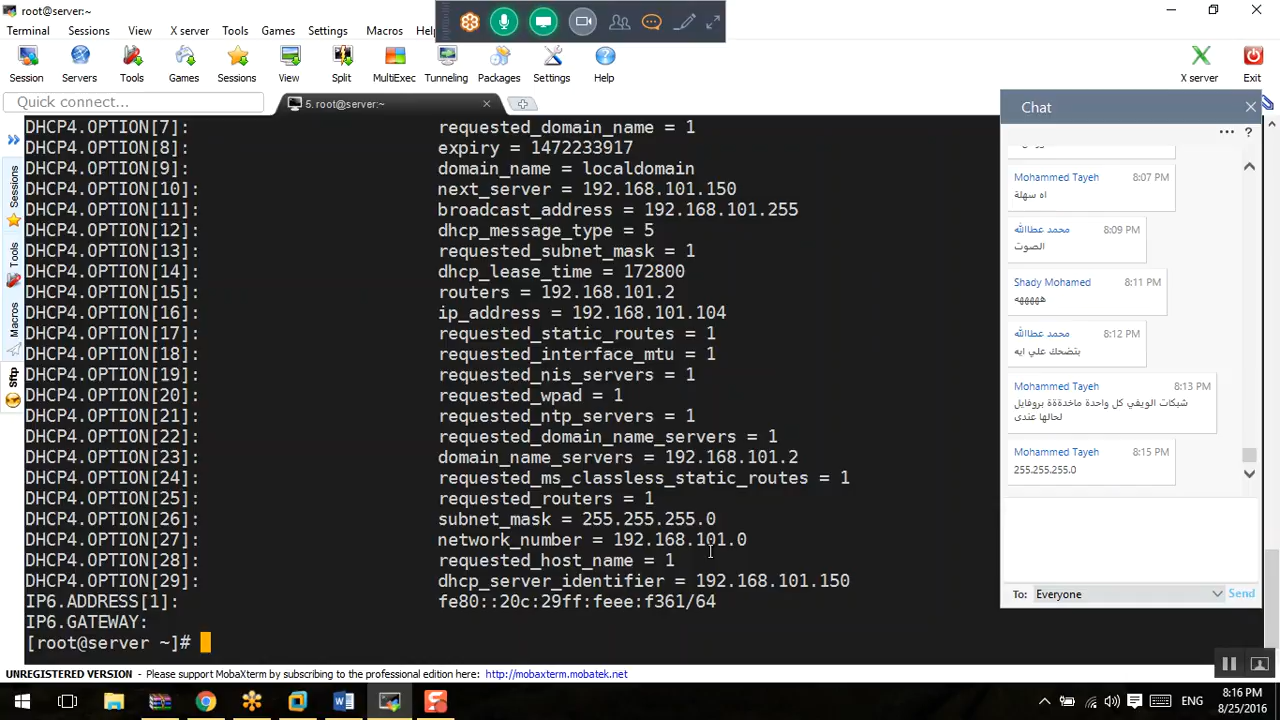 root@server:~
Terminal Sessions View X server Tools Games Settings Macros
Session Servers Tools Games Sessions View Split MultiExec Tunneling Packages Settings Help X server Exit
Quick connect...
5. root@server:~
Sessions
Tools
Macros
Sftp
DHCP4.OPTION[7]: requested_domain_name = 1
DHCP4.OPTION[8]: expiry = 1472233917
DHCP4.OPTION[9]: domain_name = localdomain
DHCP4.OPTION[10]: next_server = 192.168.101.150
DHCP4.OPTION[11]: broadcast_address = 192.168.101.255
DHCP4.OPTION[12]: dhcp_message_type = 5
DHCP4.OPTION[13]: requested_subnet_mask = 1
DHCP4.OPTION[14]: dhcp_lease_time = 172800
DHCP4.OPTION[15]: routers = 192.168.101.2
DHCP4.OPTION[16]: ip_address = 192.168.101.104
DHCP4.OPTION[17]: requested_static_routes = 1
DHCP4.OPTION[18]: requested_interface_mtu = 1
DHCP4.OPTION[19]: requested_nis_servers = 1
DHCP4.OPTION[20]: requested_wpad = 1
DHCP4.OPTION[21]: requested_ntp_servers = 1
DHCP4.OPTION[22]: requested_domain_name_servers = 1
DHCP4.OPTION[23]: domain_name_servers = 192.168.101.2
DHCP4.OPTION[24]: requested_ms_classless_static_routes = 1
DHCP4.OPTION[25]: requested_routers = 1
DHCP4.OPTION[26]: subnet_mask = 255.255.255.0
DHCP4.OPTION[27]: network_number = 192.168.101.0
DHCP4.OPTION[28]: requested_host_name = 1
DHCP4.OPTION[29]: dhcp_server_identifier = 192.168.101.150
IP6.ADDRESS[1]: fe80::20c:29ff:feee:f361/64
IP6.GATEWAY:
[root@server ~]#
Chat
Mohammed Tayeh 8:07 PM
اه سهلة
محمد عطاالله 8:09 PM
الصوت
Shady Mohamed 8:11 PM
هههههه
محمد عطاالله 8:12 PM
بتضحك علي ايه
Mohammed Tayeh 8:13 PM
شبكات الويفي كل واحدة ماخدةةة بروفايل
لحالها عندى
Mohammed Tayeh 8:15 PM
255.255.255.0
To: Everyone Send
UNREGISTERED VERSION - Please support MobaXterm by subscribing to the professional edition here: http://mobaxterm.mobatek.net
ENG
8:16 PM
8/25/2016